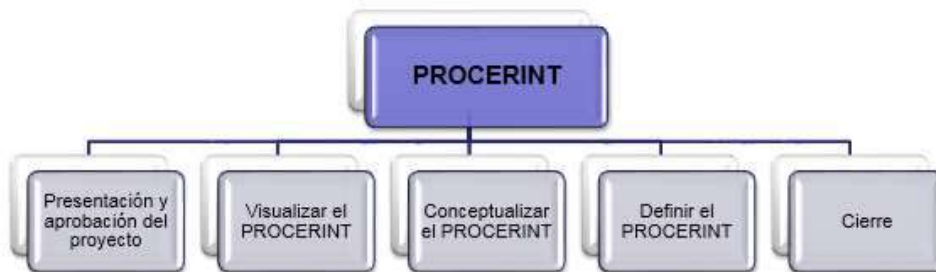 PROCERINT
Presentación y
aprobación del
proyecto
Visualizar el
PROCERINT
Conceptualizar
el PROCERINT
Definir el
PROCERINT
Cierre